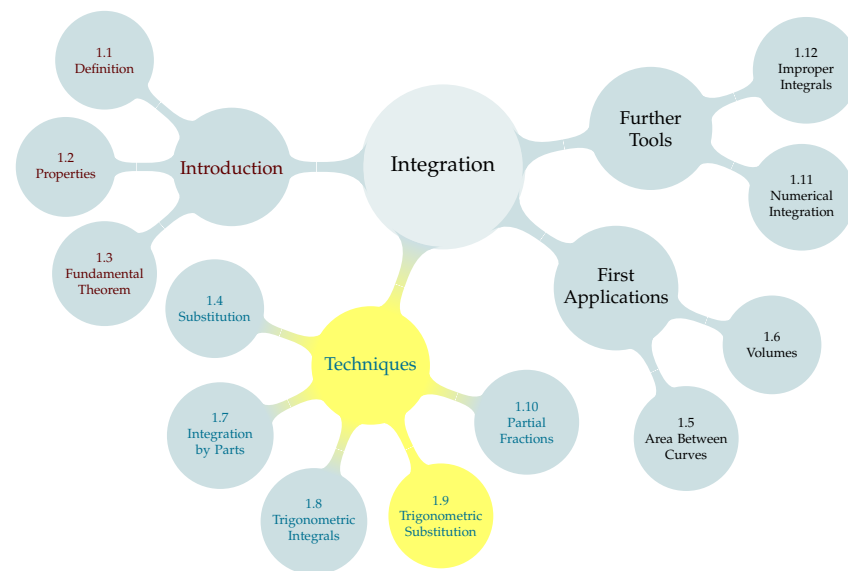 Integration
Introduction
1.1
Definition
1.2
Properties
1.3
Fundamental
Theorem
Techniques
1.4
Substitution
1.7
Integration
by Parts
1.8
Trigonometric
Integrals
1.9
Trigonometric
Substitution
1.10
Partial
Fractions
First
Applications
1.5
Area Between
Curves
1.6
Volumes
Further
Tools
1.11
Numerical
Integration
1.12
Improper
Integrals